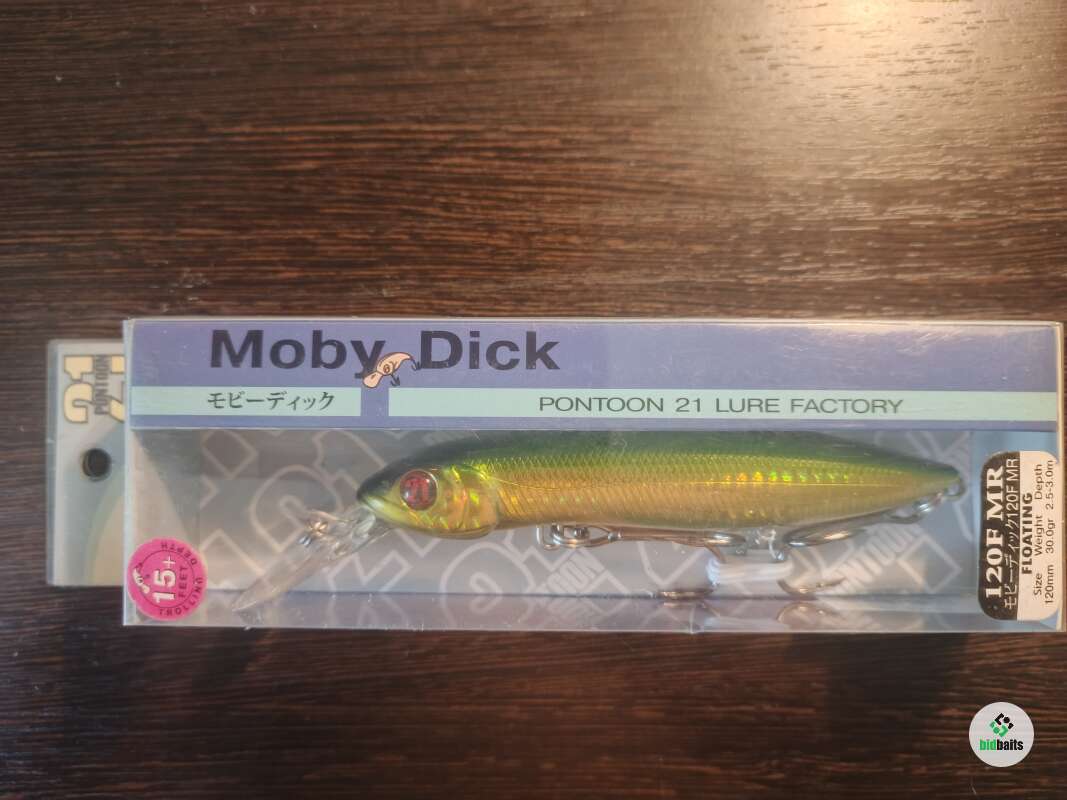 Moby Dick
モビーディック
PONTOON 21 LURE FACTORY
21
PONTOON
15+
FEET
TROLLING DEPTH
120F MR
モビーディック120F MR
FLOATING
Size Weight Depth
120mm 30.0gr 2.5-3.0m
bidbaits